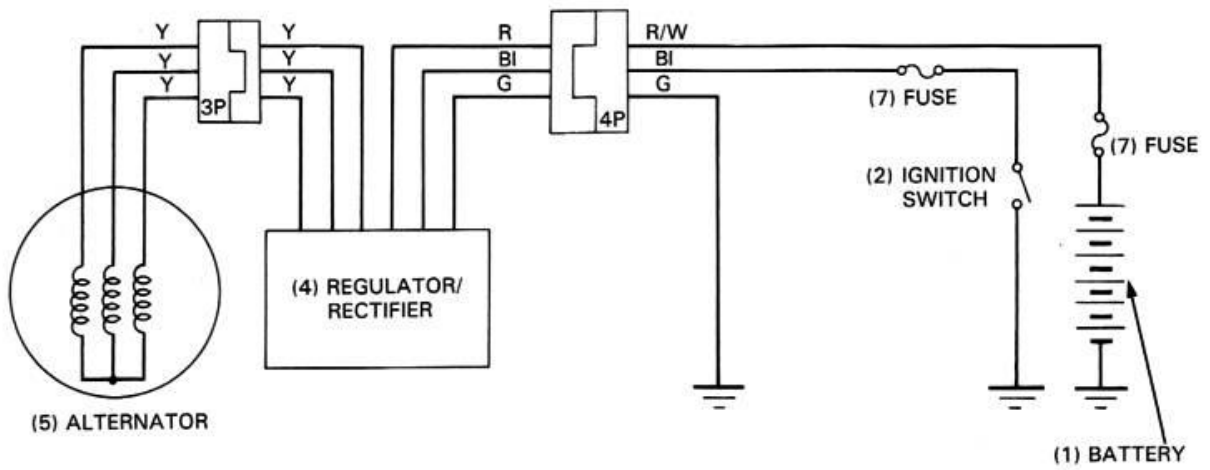 Y Y R R/W
Y Y Bl Bl
Y Y G G
3P 4P
(7) FUSE
(7) FUSE
(2) IGNITION
SWITCH
(4) REGULATOR/
RECTIFIER
(5) ALTERNATOR
(1) BATTERY